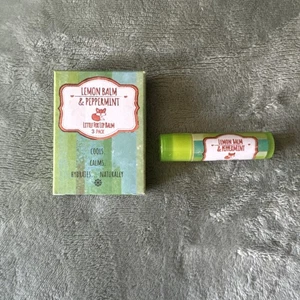 LEMON BALM
& PEPPERMINT
COOLS
CALMS
HYDRATES NATURALLY
LEMON BALM
& PEPPERMINT